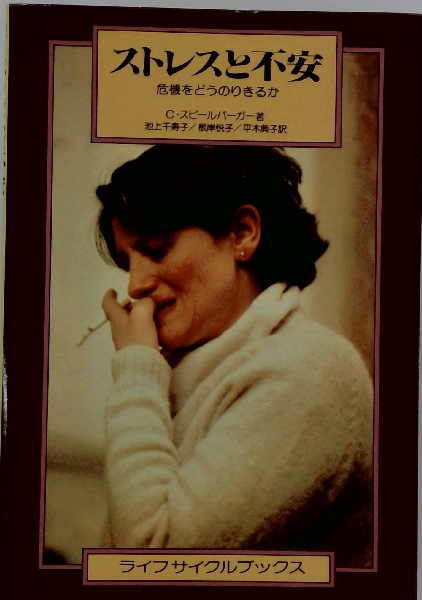 ストレスと不安
危機をどうのりきるか
C・スピールバーガー著
池上千寿子／根岸悦子／平木典子訳
ライフサイクルブックス